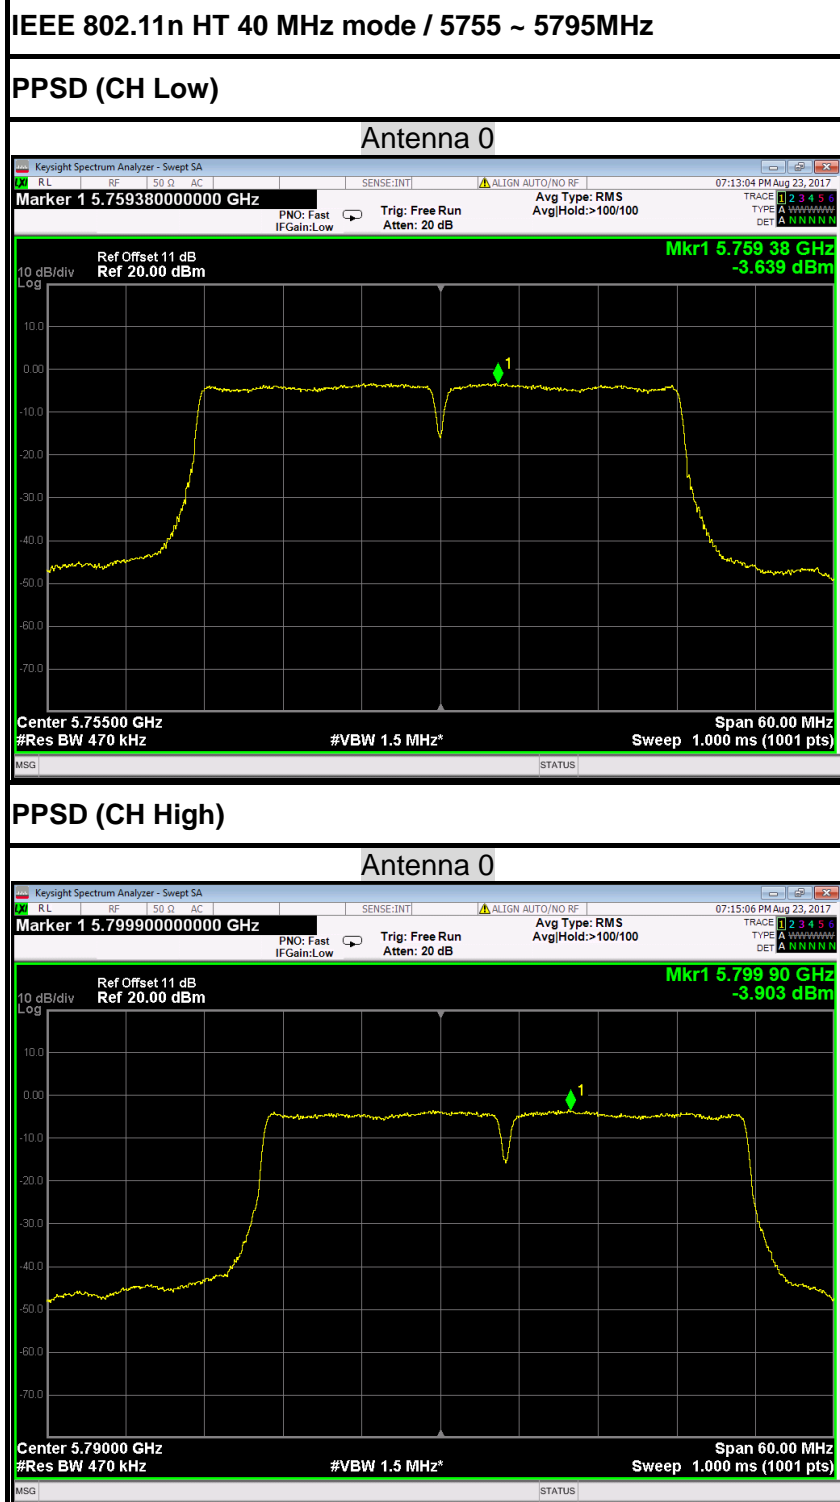 IEEE 802.11n HT 40 MHz mode / 5755 ~ 5795MHz
PPSD (CH Low)
Antenna 0
Keysight Spectrum Analyzer - Swept SA
LXI RL RF 50 Ω AC SENSE:INT ALIGN AUTO/NO RF 07:13:04 PM Aug 23, 2017
Marker 1 5.759380000000 GHz
PNO: Fast
IFGain:Low
Trig: Free Run
Atten: 20 dB
Avg Type: RMS
Avg|Hold:>100/100
TRACE 1 2 3 4 5 6
TYPE A WWWWW
DET A N N N N N
Mkr1 5.759 38 GHz
-3.639 dBm
Ref Offset 11 dB
10 dB/div Ref 20.00 dBm
Log
10.0
0.00
-10.0
-20.0
-30.0
-40.0
-50.0
-60.0
-70.0
1
Center 5.75500 GHz Span 60.00 MHz
#Res BW 470 kHz #VBW 1.5 MHz* Sweep 1.000 ms (1001 pts)
MSG STATUS
PPSD (CH High)
Antenna 0
Keysight Spectrum Analyzer - Swept SA
LXI RL RF 50 Ω AC SENSE:INT ALIGN AUTO/NO RF 07:15:06 PM Aug 23, 2017
Marker 1 5.799900000000 GHz
PNO: Fast
IFGain:Low
Trig: Free Run
Atten: 20 dB
Avg Type: RMS
Avg|Hold:>100/100
TRACE 1 2 3 4 5 6
TYPE A WWWWW
DET A N N N N N
Mkr1 5.799 90 GHz
-3.903 dBm
Ref Offset 11 dB
10 dB/div Ref 20.00 dBm
Log
10.0
0.00
-10.0
-20.0
-30.0
-40.0
-50.0
-60.0
-70.0
1
Center 5.79000 GHz Span 60.00 MHz
#Res BW 470 kHz #VBW 1.5 MHz* Sweep 1.000 ms (1001 pts)
MSG STATUS